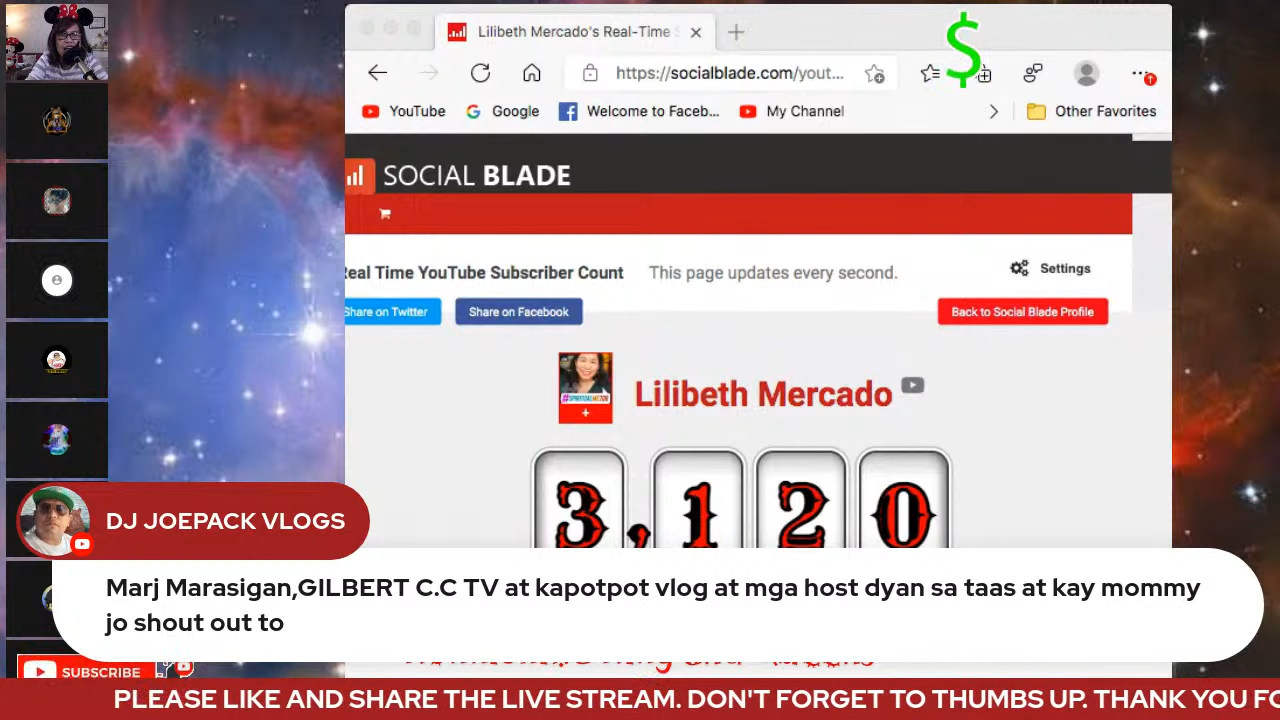 Lilibeth Mercado's Real-Time
$
https://socialblade.com/yout...
YouTube
Google
Welcome to Faceb...
My Channel
Other Favorites
SOCIAL BLADE
Real Time YouTube Subscriber Count
This page updates every second.
Settings
Share on Twitter
Share on Facebook
Back to Social Blade Profile
Lilibeth Mercado
3,120
DJ JOEPACK VLOGS
Marj Marasigan,GILBERT C.C TV at kapotpot vlog at mga host dyan sa taas at kay mommy
jo shout out to
SUBSCRIBE
PLEASE LIKE AND SHARE THE LIVE STREAM. DON'T FORGET TO THUMBS UP. THANK YOU FO